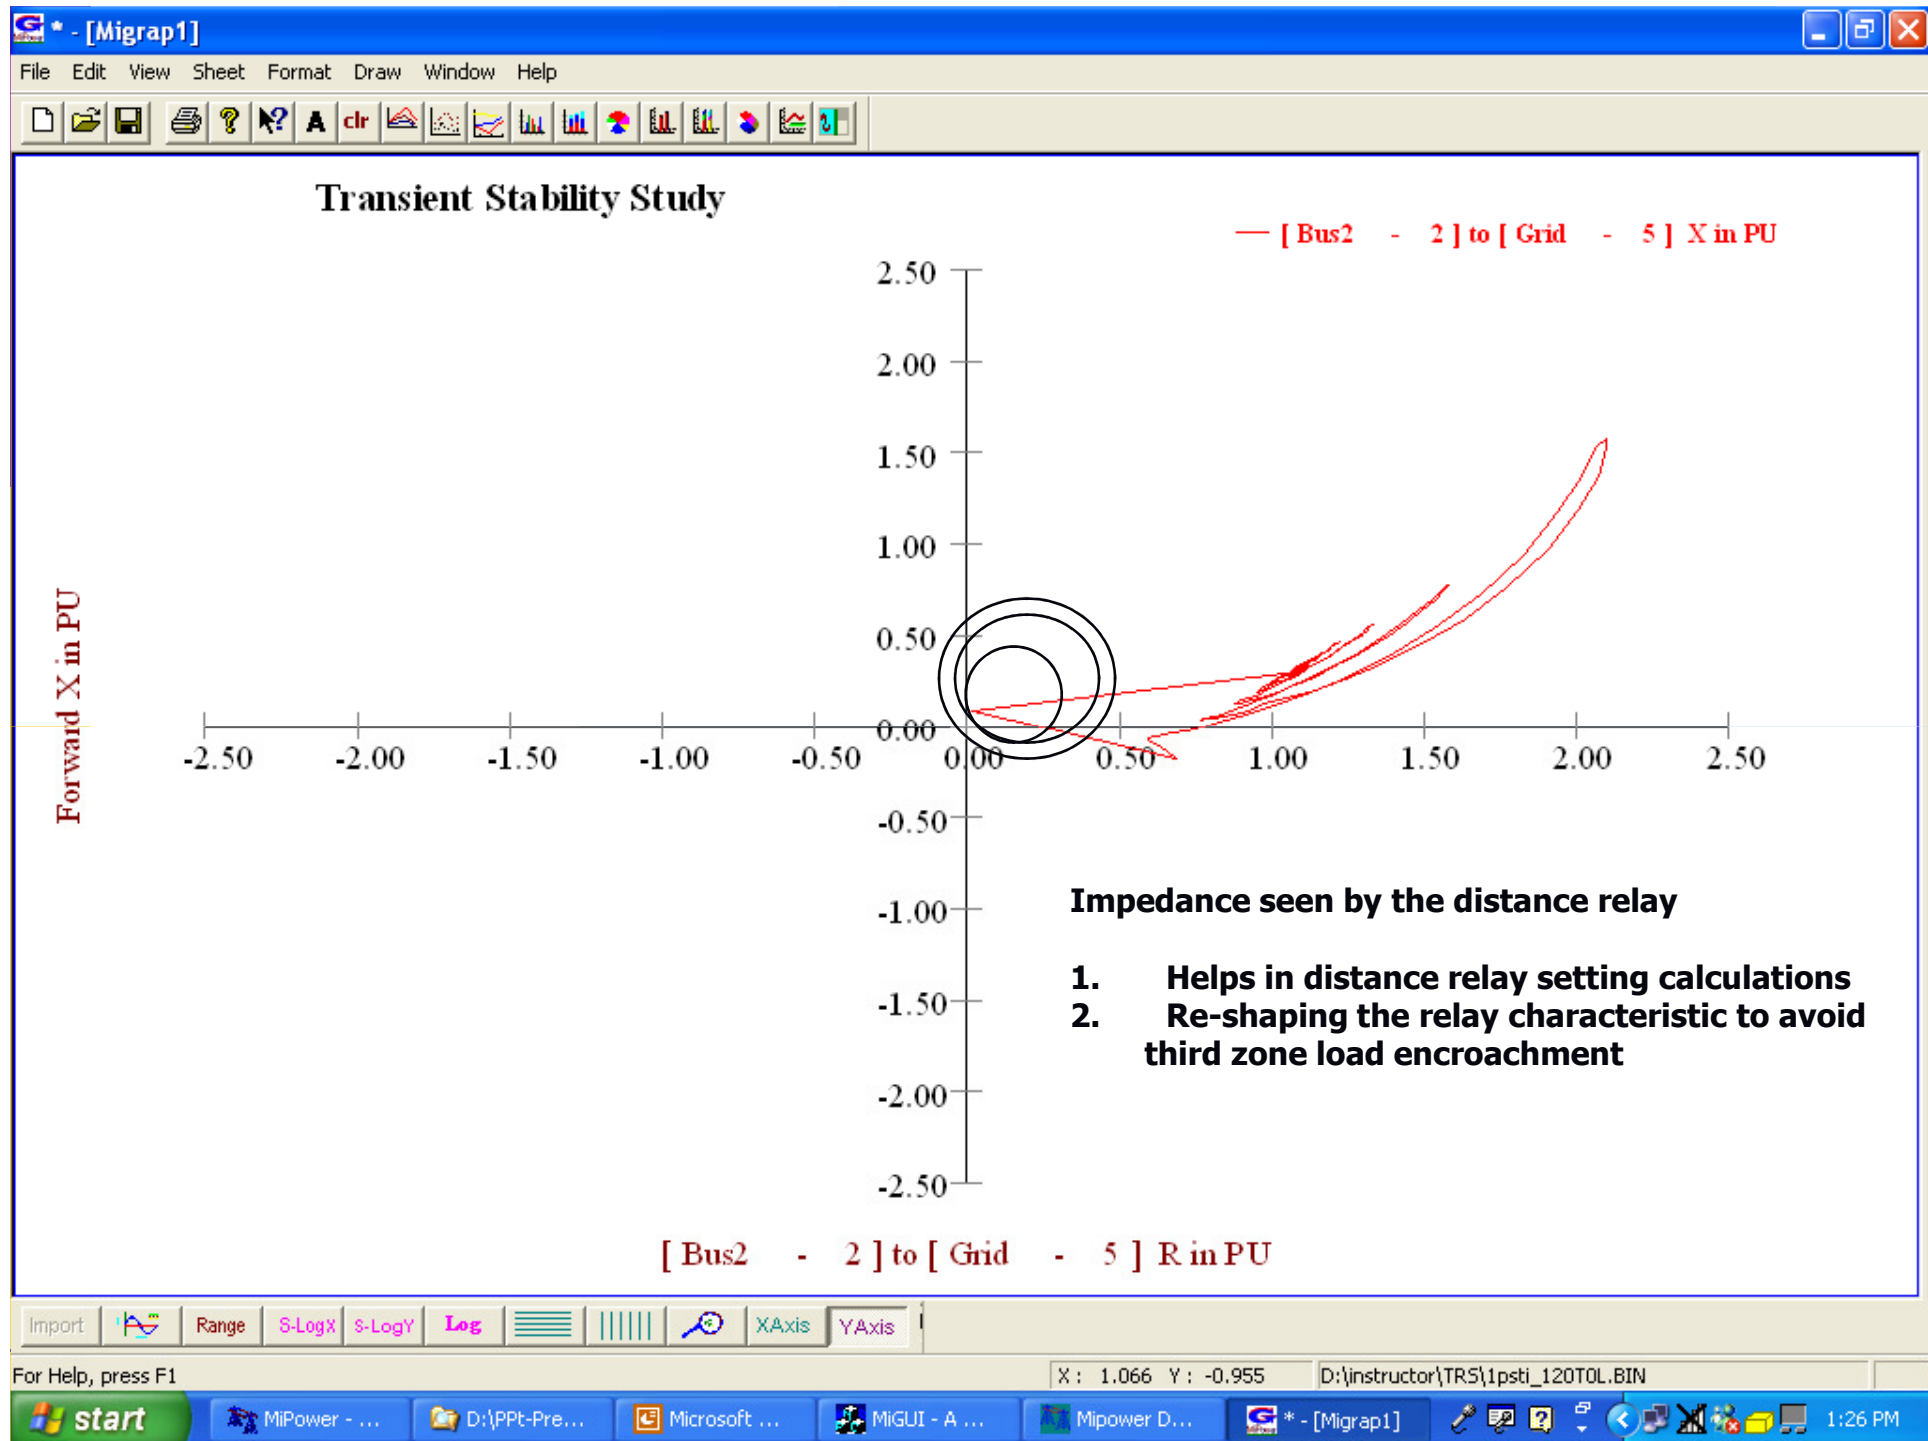 * - [Migrap1]
File Edit View Sheet Format Draw Window Help
A clr
Transient Stability Study
[ Bus2 - 2 ] to [ Grid - 5 ] X in PU
2.50
2.00
1.50
1.00
0.50
0.00
-2.50 -2.00 -1.50 -1.00 -0.50 0.00 0.50 1.00 1.50 2.00 2.50
-0.50
-1.00
-1.50
-2.00
-2.50
Forward X in PU
Impedance seen by the distance relay
1. Helps in distance relay setting calculations
2. Re-shaping the relay characteristic to avoid
third zone load encroachment
[ Bus2 - 2 ] to [ Grid - 5 ] R in PU
Import Range S-LogX S-LogY Log XAxis YAxis
For Help, press F1 X: 1.066 Y: -0.955 D:\instructor\TRS\1psti_120T0L.BIN
start MiPower - ... D:\PPt-Pre... Microsoft ... MiGUI - A ... Mipower D... * - [Migrap1] 1:26 PM